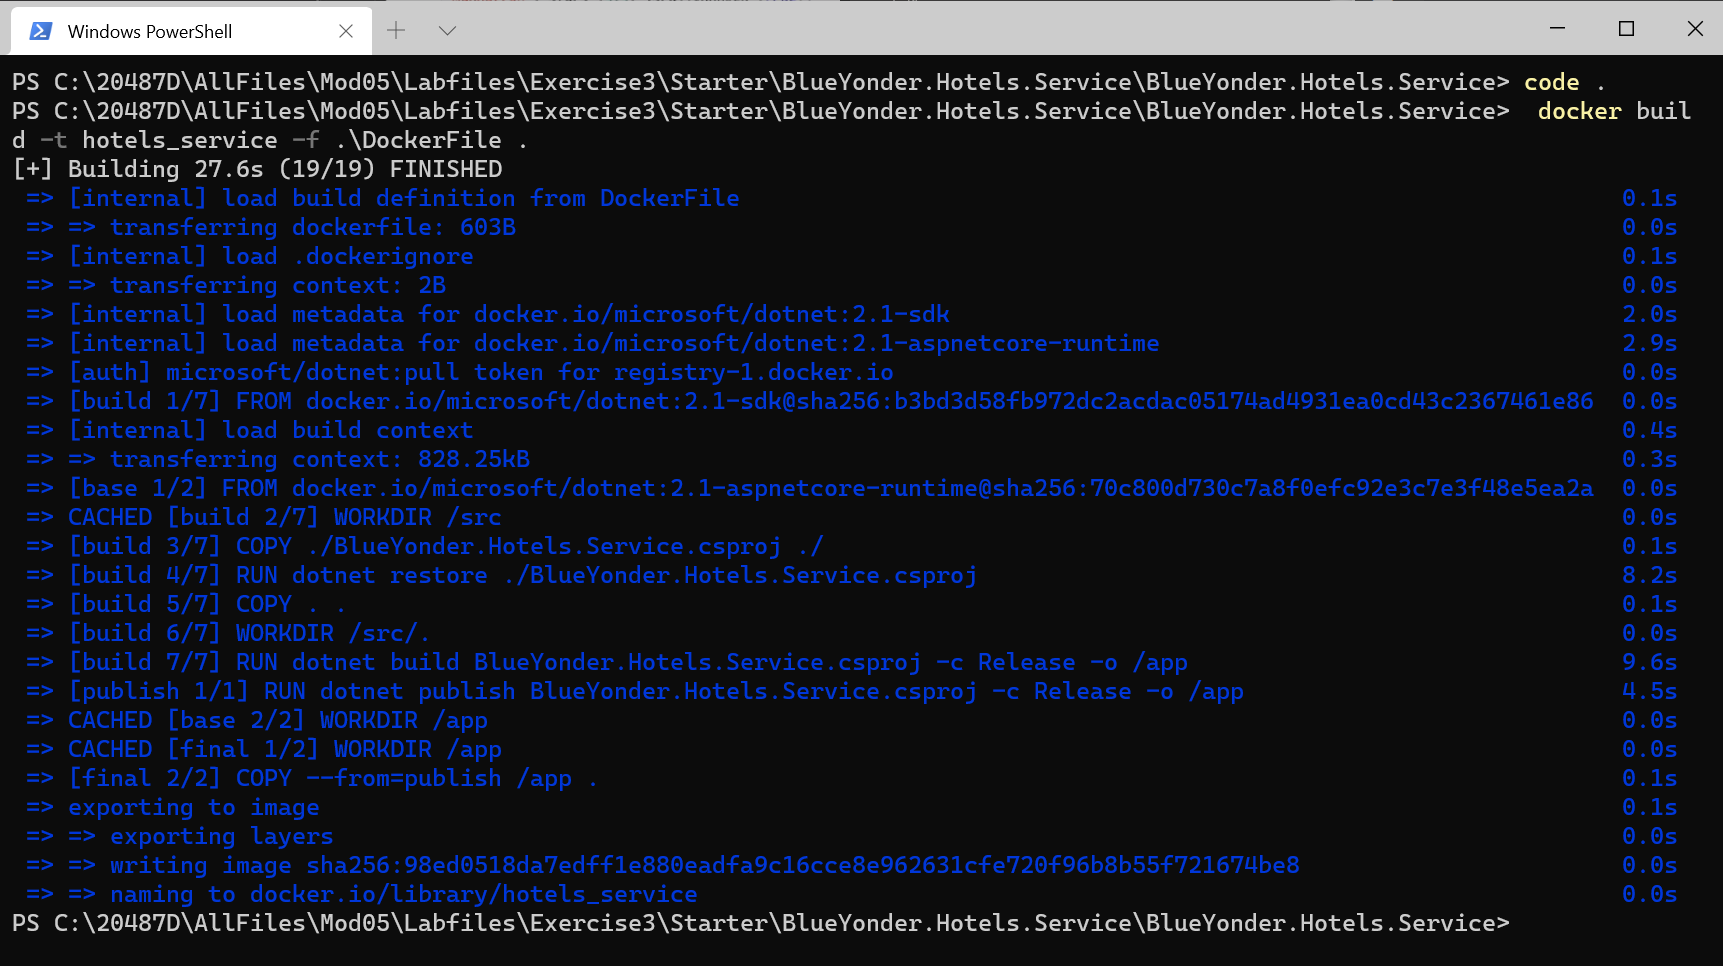 Windows PowerShell
PS C:\20487D\AllFiles\Mod05\Labfiles\Exercise3\Starter\BlueYonder.Hotels.Service\BlueYonder.Hotels.Service> code .
PS C:\20487D\AllFiles\Mod05\Labfiles\Exercise3\Starter\BlueYonder.Hotels.Service\BlueYonder.Hotels.Service>  docker buil
d -t hotels_service -f .\DockerFile .
[+] Building 27.6s (19/19) FINISHED
=> [internal] load build definition from DockerFile 0.1s
=> => transferring dockerfile: 603B 0.0s
=> [internal] load .dockerignore 0.1s
=> => transferring context: 2B 0.0s
=> [internal] load metadata for docker.io/microsoft/dotnet:2.1-sdk 2.0s
=> [internal] load metadata for docker.io/microsoft/dotnet:2.1-aspnetcore-runtime 2.9s
=> [auth] microsoft/dotnet:pull token for registry-1.docker.io 0.0s
=> [build 1/7] FROM docker.io/microsoft/dotnet:2.1-sdk@sha256:b3bd3d58fb972dc2acdac05174ad4931ea0cd43c2367461e86 0.0s
=> [internal] load build context 0.4s
=> => transferring context: 828.25kB 0.3s
=> [base 1/2] FROM docker.io/microsoft/dotnet:2.1-aspnetcore-runtime@sha256:70c800d730c7a8f0efc92e3c7e3f48e5ea2a 0.0s
=> CACHED [build 2/7] WORKDIR /src 0.0s
=> [build 3/7] COPY ./BlueYonder.Hotels.Service.csproj ./ 0.1s
=> [build 4/7] RUN dotnet restore ./BlueYonder.Hotels.Service.csproj 8.2s
=> [build 5/7] COPY . . 0.1s
=> [build 6/7] WORKDIR /src/. 0.0s
=> [build 7/7] RUN dotnet build BlueYonder.Hotels.Service.csproj -c Release -o /app 9.6s
=> [publish 1/1] RUN dotnet publish BlueYonder.Hotels.Service.csproj -c Release -o /app 4.5s
=> CACHED [base 2/2] WORKDIR /app 0.0s
=> CACHED [final 1/2] WORKDIR /app 0.0s
=> [final 2/2] COPY --from=publish /app . 0.1s
=> exporting to image 0.1s
=> => exporting layers 0.0s
=> => writing image sha256:98ed0518da7edff1e880eadfa9c16cce8e962631cfe720f96b8b55f721674be8 0.0s
=> => naming to docker.io/library/hotels_service 0.0s
PS C:\20487D\AllFiles\Mod05\Labfiles\Exercise3\Starter\BlueYonder.Hotels.Service\BlueYonder.Hotels.Service>